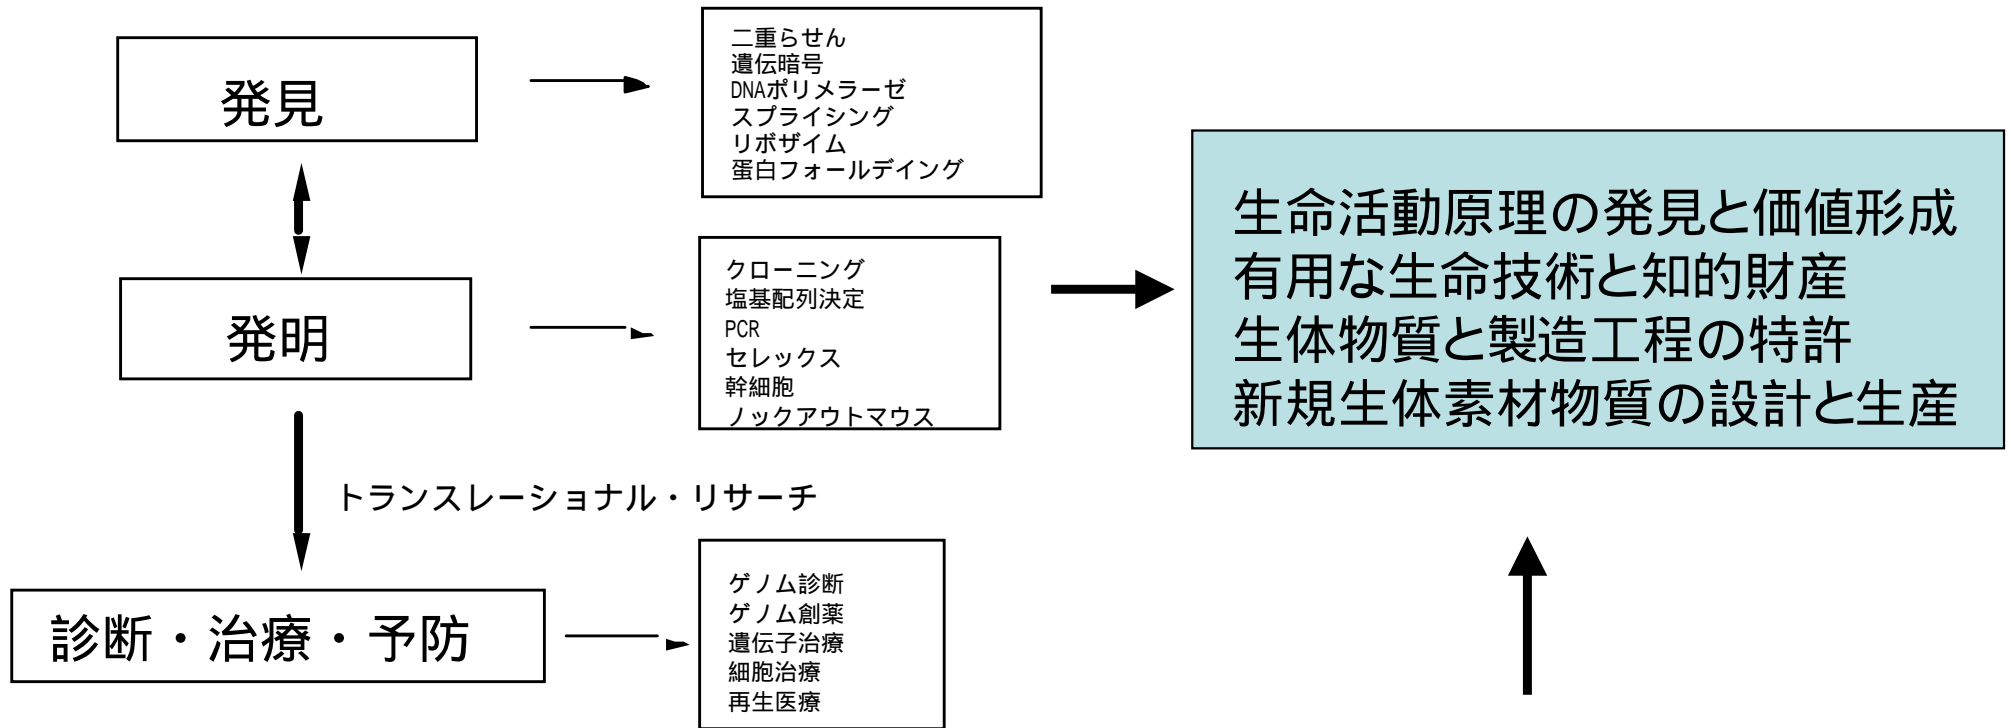 発見
二重らせん
遺伝暗号
DNAポリメラーゼ
スプライシング
リボザイム
蛋白フォールデイング
発明
クローニング
塩基配列決定
PCR
セレックス
幹細胞
ノックアウトマウス
生命活動原理の発見と価値形成
有用な生命技術と知的財産
生体物質と製造工程の特許
新規生体素材物質の設計と生産
トランスレーショナル・リサーチ
診断・治療・予防
ゲノム診断
ゲノム創薬
遺伝子治療
細胞治療
再生医療